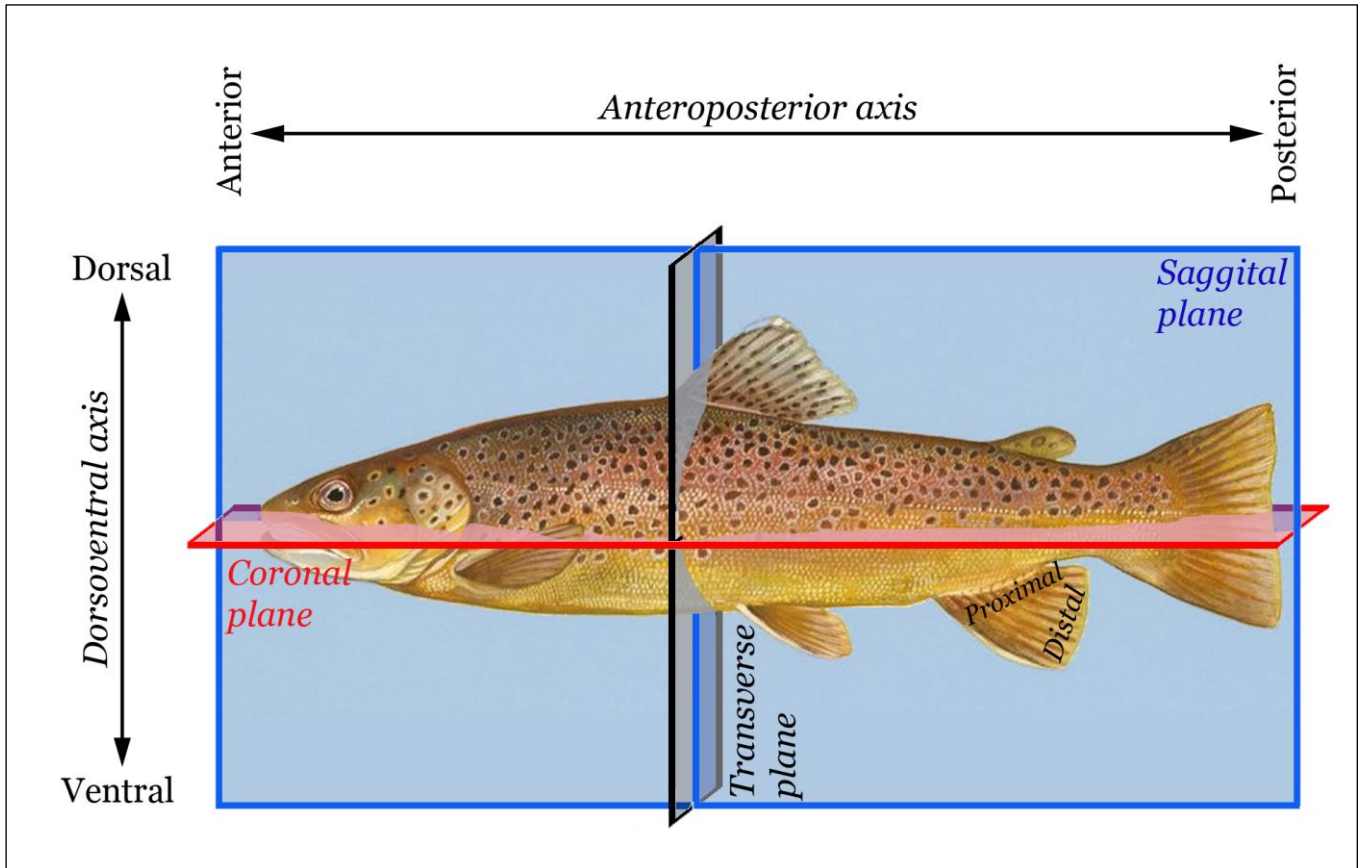 Anteroposterior axis
Anterior
Posterior
Dorsal
Saggital
plane
Dorsoventral axis
Coronal
plane
Proximal
Distal
Transverse
plane
Ventral